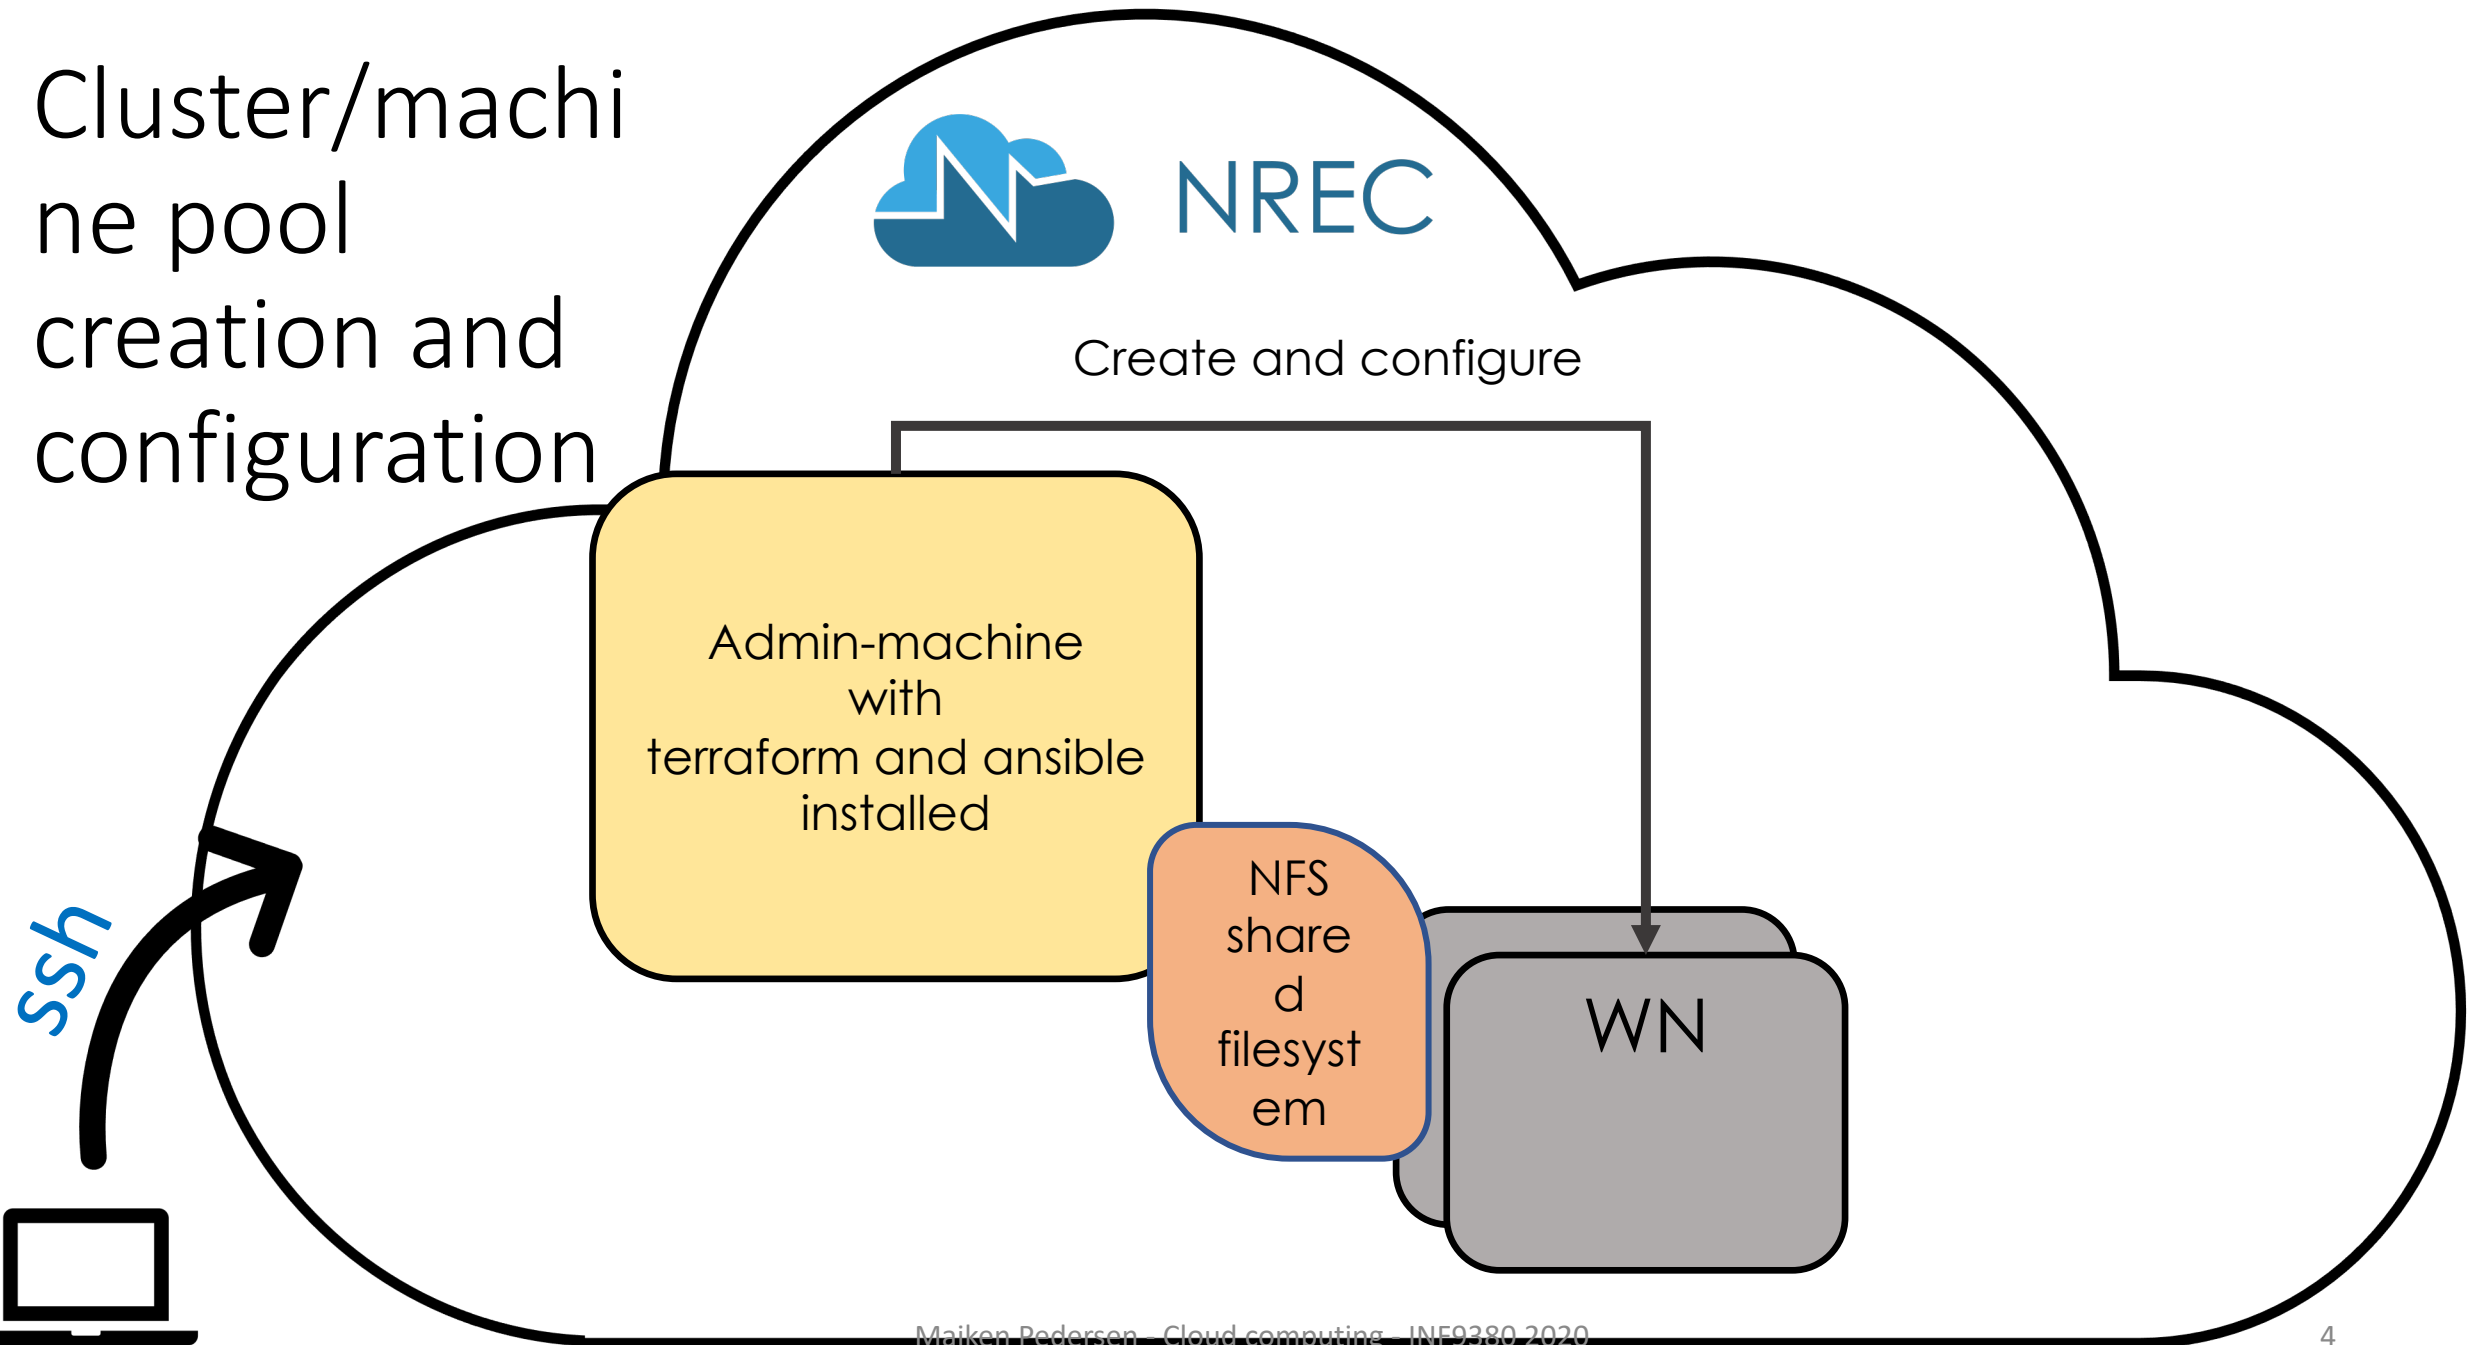 Cluster/machi
ne pool
creation and
configuration
NREC
Create and configure
Admin-machine
with
terraform and ansible
installed
NFS
share
d
filesyst
em
WN
ssh
Maiken Pedersen - Cloud computing - INF9380 2020
4